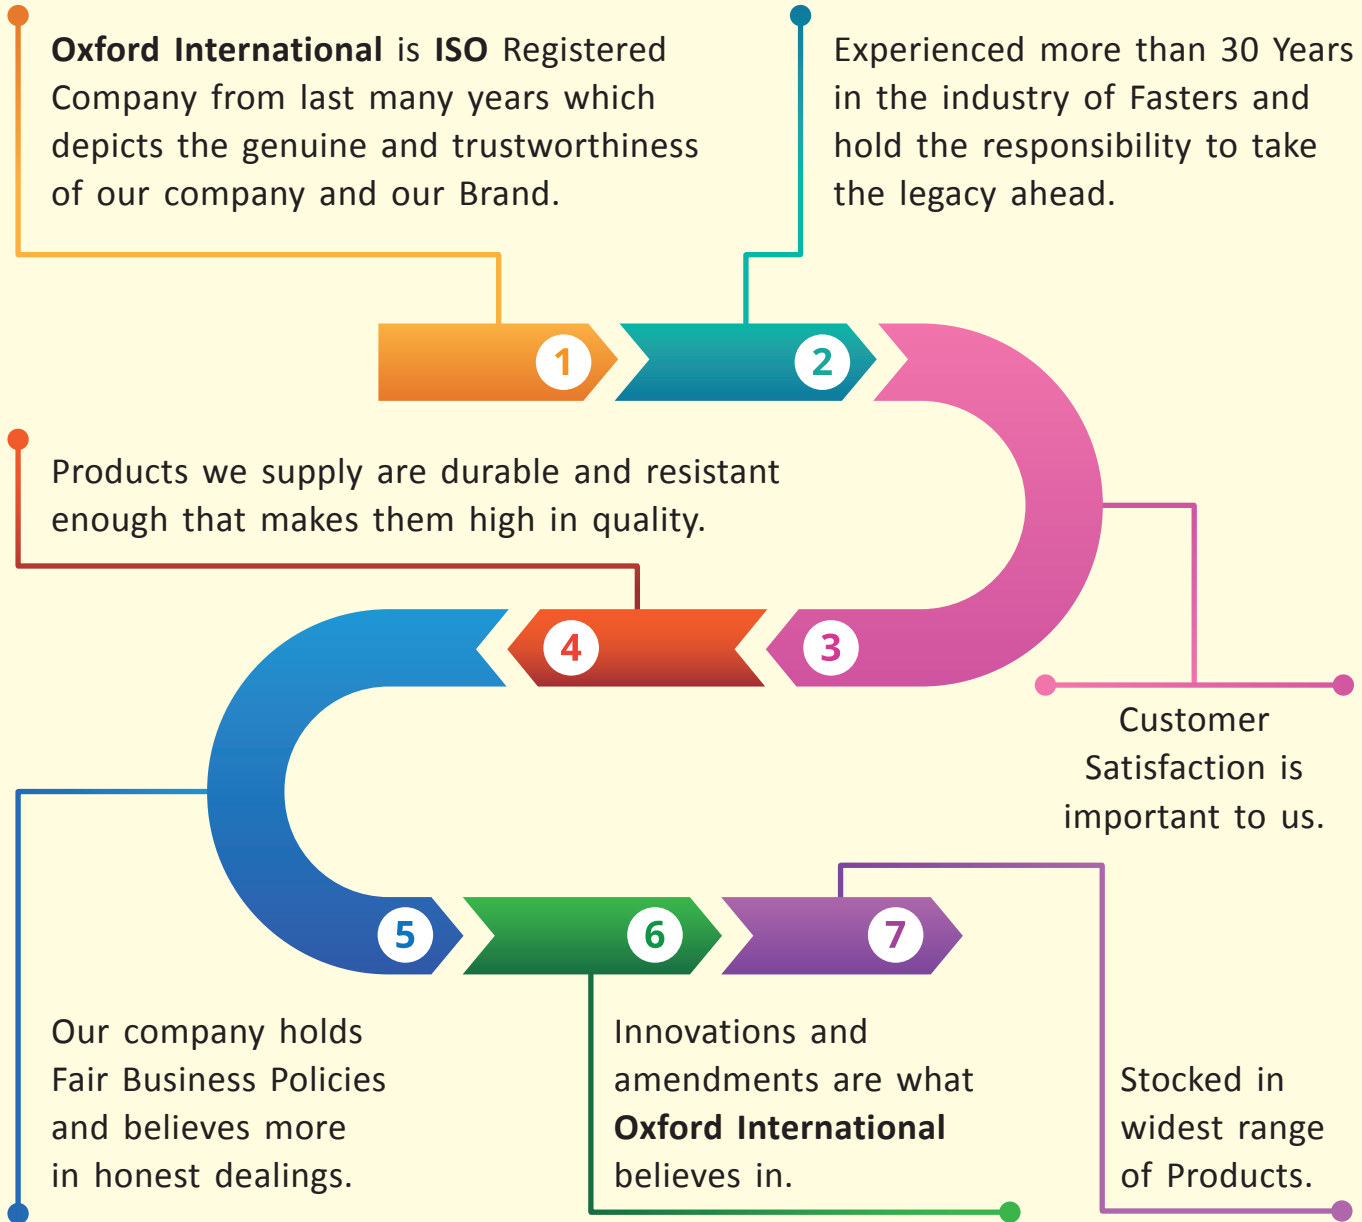 Oxford International is ISO Registered
Company from last many years which
depicts the genuine and trustworthiness
of our company and our Brand.
Experienced more than 30 Years
in the industry of Fasters and
hold the responsibility to take
the legacy ahead.
1
2
Products we supply are durable and resistant
enough that makes them high in quality.
4
3
Customer
Satisfaction is
important to us.
5
6
7
Our company holds
Fair Business Policies
and believes more
in honest dealings.
Innovations and
amendments are what
Oxford International
believes in.
Stocked in
widest range
of Products.